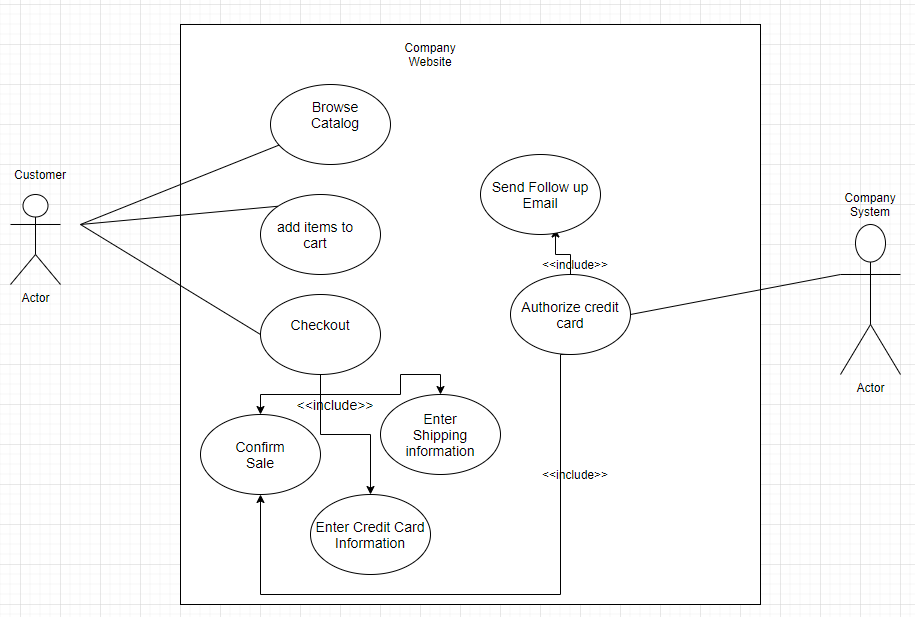 Company
Website
Browse
Catalog
Customer
Send Follow up
Email
Company
System
add items to
cart
<<include>>
Actor
Authorize credit
card
Checkout
Actor
<<include>>
Enter
Shipping
information
Confirm
Sale
<<include>>
Enter Credit Card
Information